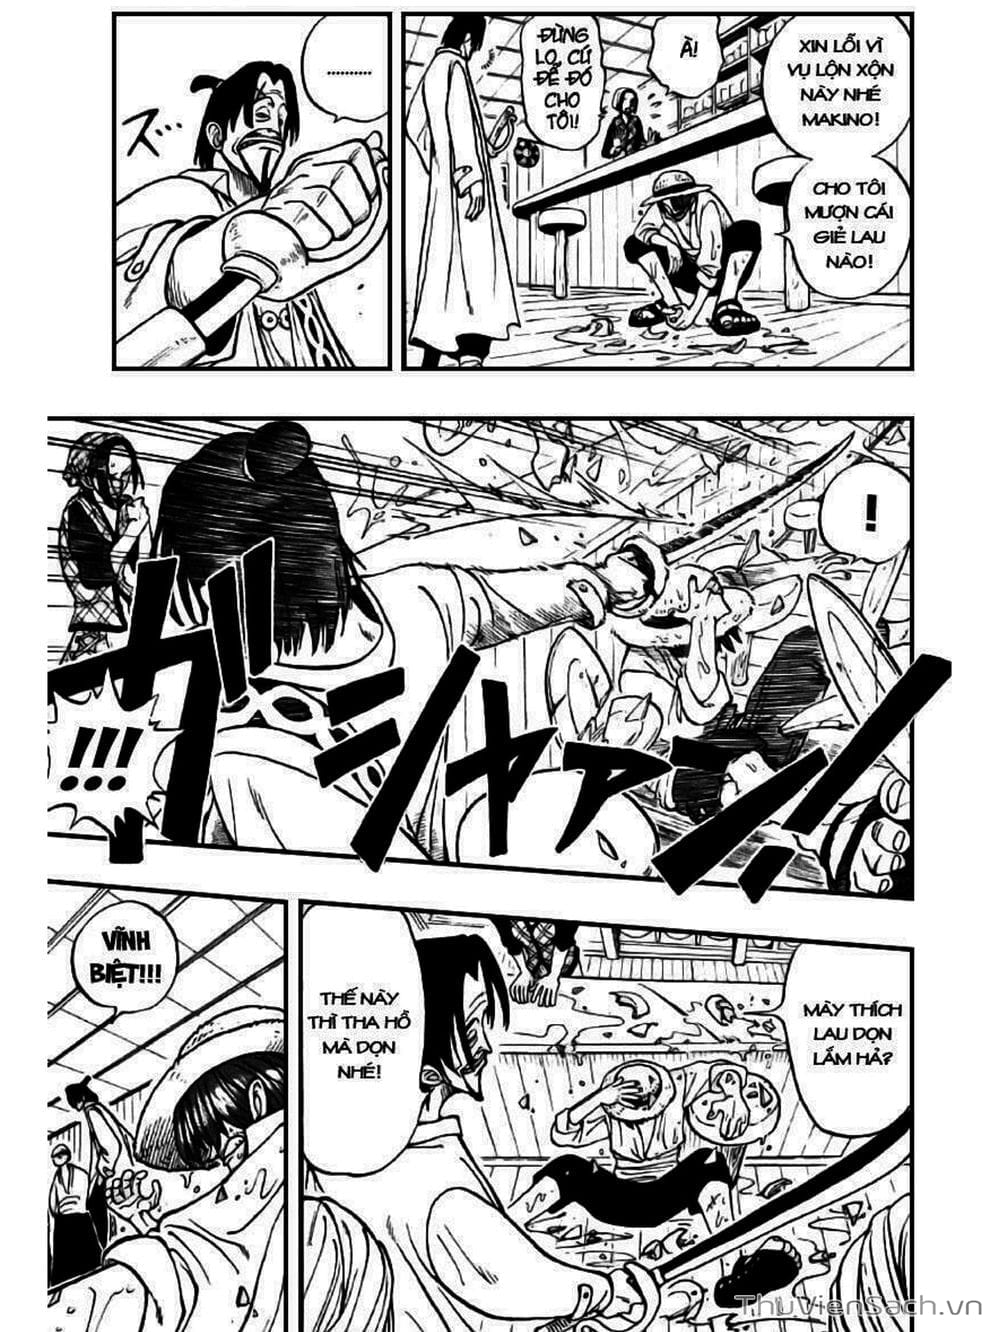 XIN LỖI VÌ
VỤ LỘN XỘN
NÀY NHÉ
MAKINO!
CHO TÔI
MƯỢN CÁI
GIẺ LAU
NÀO!
À!
ĐỪNG
LO, CỨ
ĐỂ ĐÓ
CHO
TÔI!!
...........
ズ...
!
ガシャアン!!
!!!
MÀY THÍCH
LAU DỌN
LẮM HẢ?
THẾ NÀY
THÌ THA HỒ
MÀ DỌN
NHÉ!
VĨNH
BIỆT!!!
ThuVienSach.vn